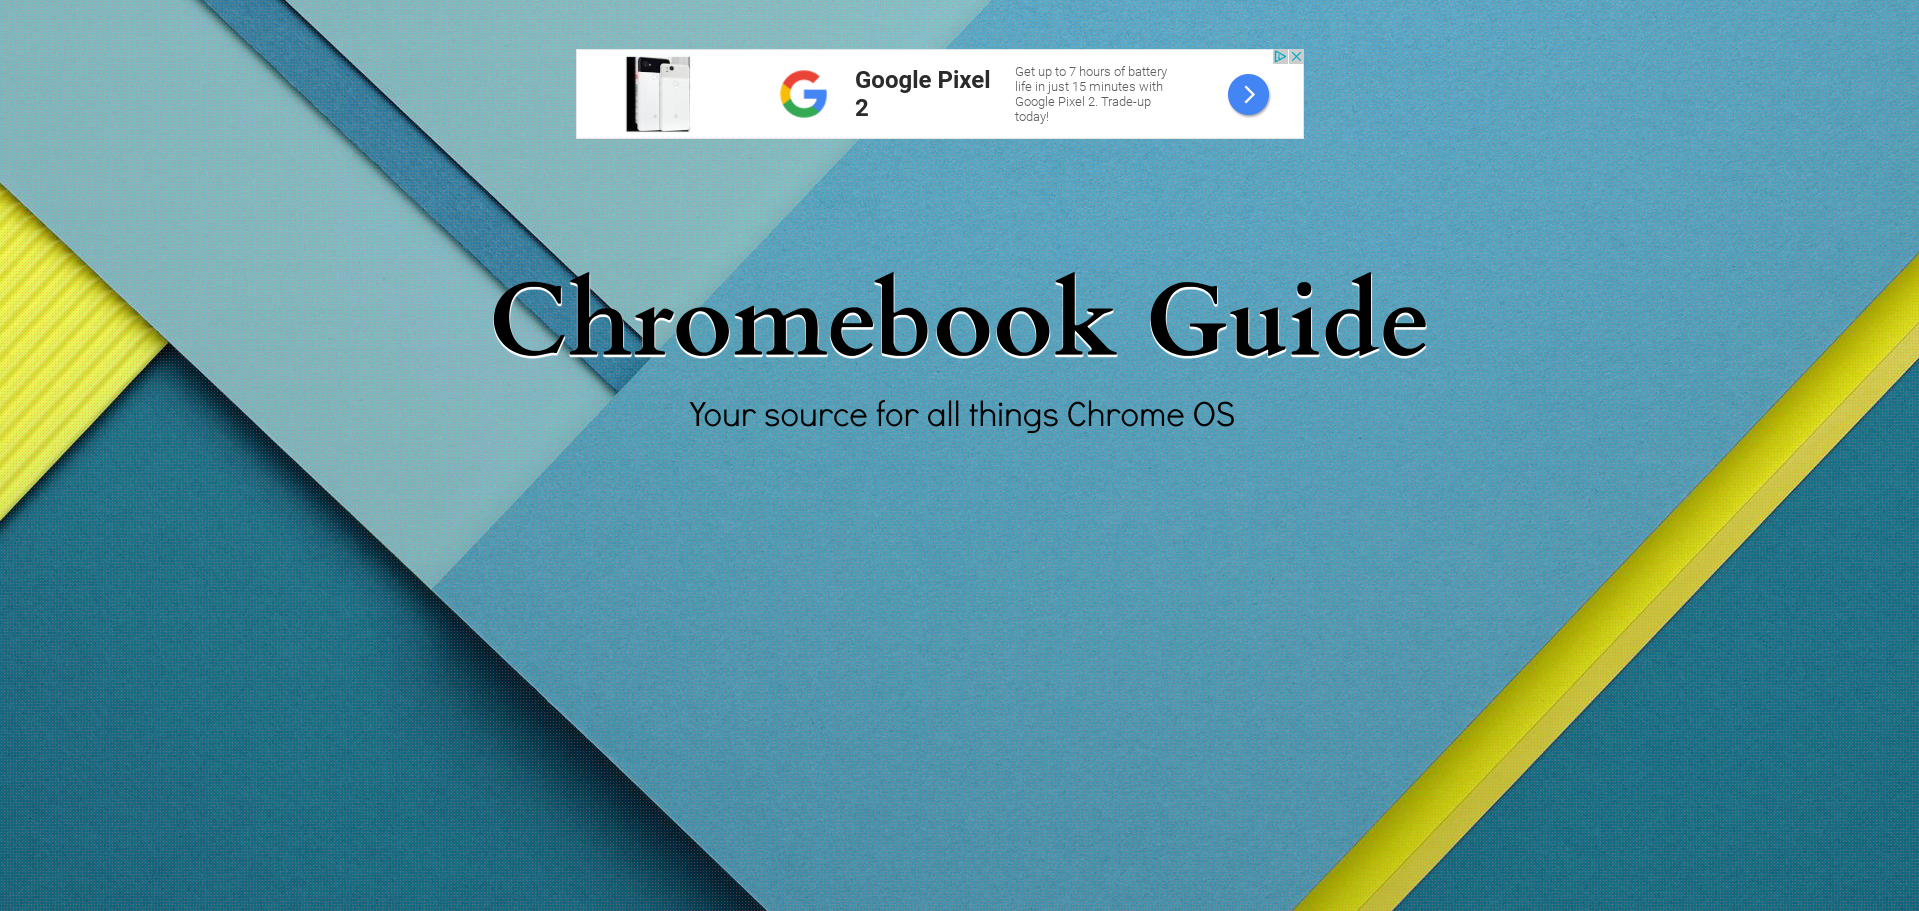 Google Pixel
2
Get up to 7 hours of battery
life in just 15 minutes with
Google Pixel 2. Trade-up
today!
Chromebook Guide
Your source for all things Chrome OS